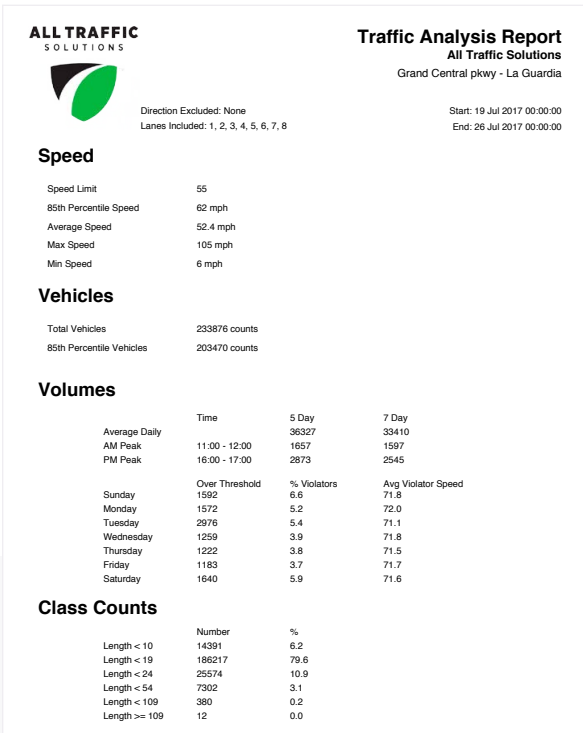 ALL TRAFFIC
SOLUTIONS
Traffic Analysis Report
All Traffic Solutions
Grand Central pkwy - La Guardia
Direction Excluded: None
Lanes Included: 1, 2, 3, 4, 5, 6, 7, 8
Start: 19 Jul 2017 00:00:00
End: 26 Jul 2017 00:00:00
Speed
Speed Limit 55
85th Percentile Speed 62 mph
Average Speed 52.4 mph
Max Speed 105 mph
Min Speed 6 mph
Vehicles
Total Vehicles 233876 counts
85th Percentile Vehicles 203470 counts
Volumes
Time 5 Day 7 Day
Average Daily 36327 33410
AM Peak 11:00 - 12:00 1657 1597
PM Peak 16:00 - 17:00 2873 2545
Over Threshold % Violators Avg Violator Speed
Sunday 1592 6.6 71.8
Monday 1572 5.2 72.0
Tuesday 2976 5.4 71.1
Wednesday 1259 3.9 71.8
Thursday 1222 3.8 71.5
Friday 1183 3.7 71.7
Saturday 1640 5.9 71.6
Class Counts
Number %
Length < 10 14391 6.2
Length < 19 186217 79.6
Length < 24 25574 10.9
Length < 54 7302 3.1
Length < 109 380 0.2
Length >= 109 12 0.0